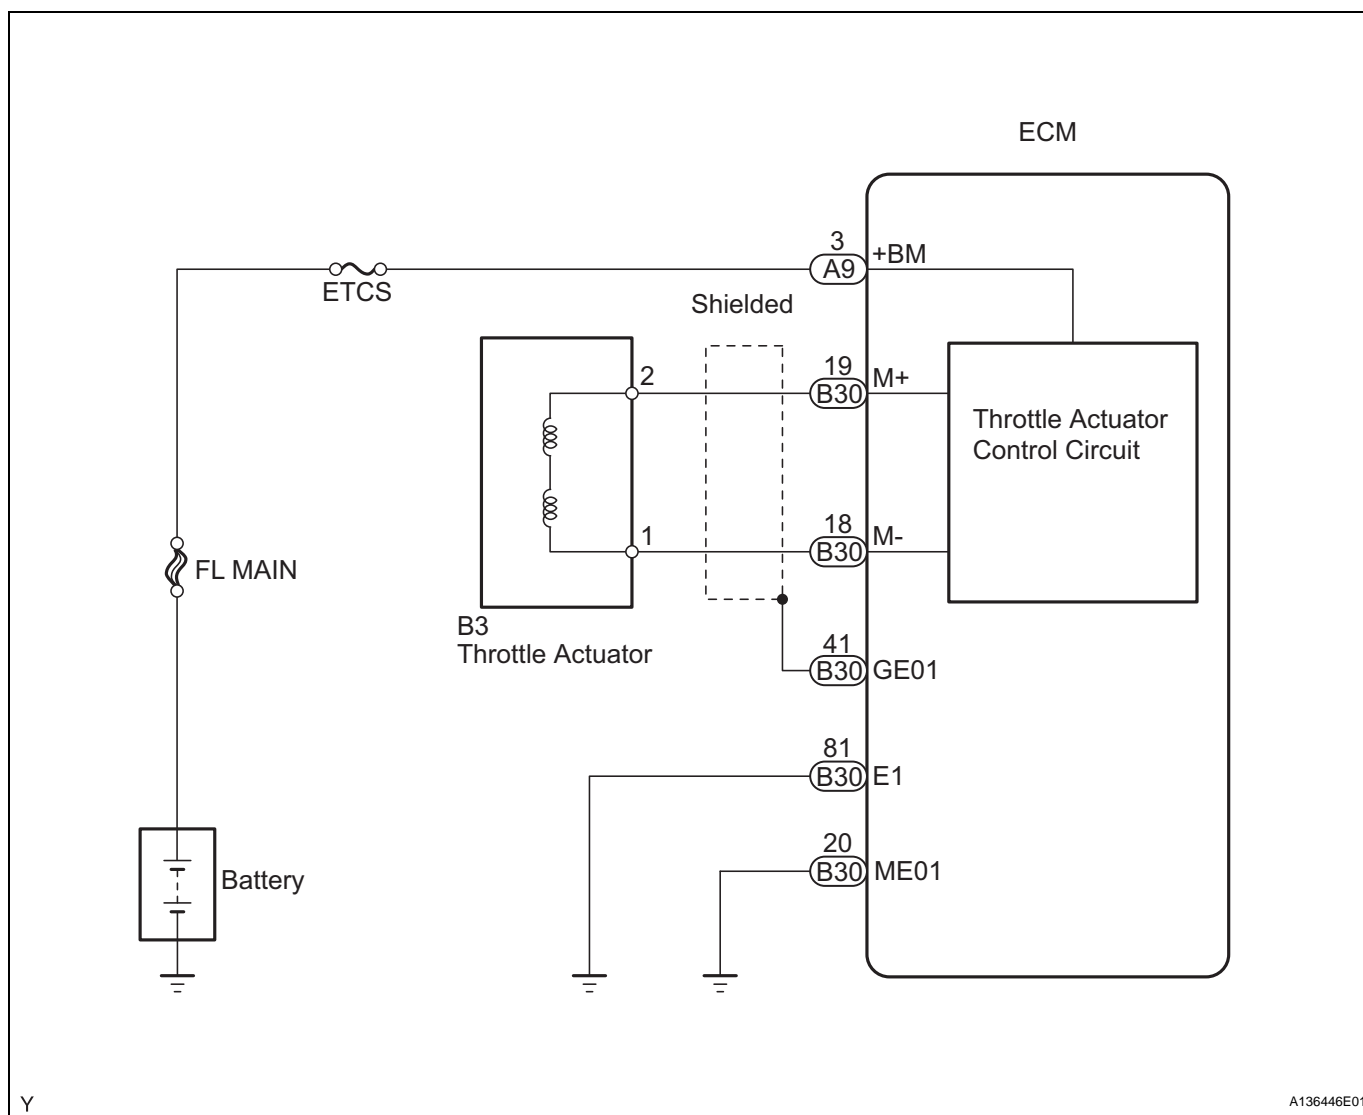 ECM
3
A9
+BM
ETCS
Shielded
2
19
B30
M+
Throttle Actuator
Control Circuit
1
18
B30
M-
FL MAIN
B3
Throttle Actuator
41
B30
GE01
81
B30
E1
20
B30
ME01
Battery
Y
A136446E01